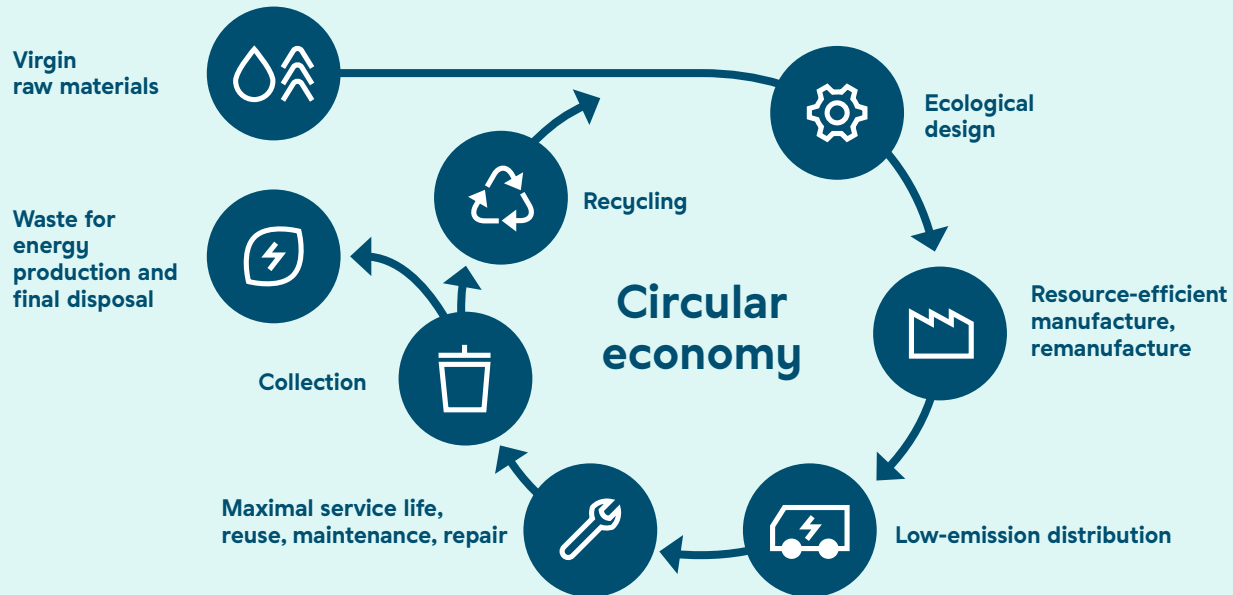 Virgin
raw materials
Ecological
design
Recycling
Waste for
energy
production and
final disposal
Circular
economy
Resource-efficient
manufacture,
remanufacture
Collection
Maximal service life,
reuse, maintenance, repair
Low-emission distribution